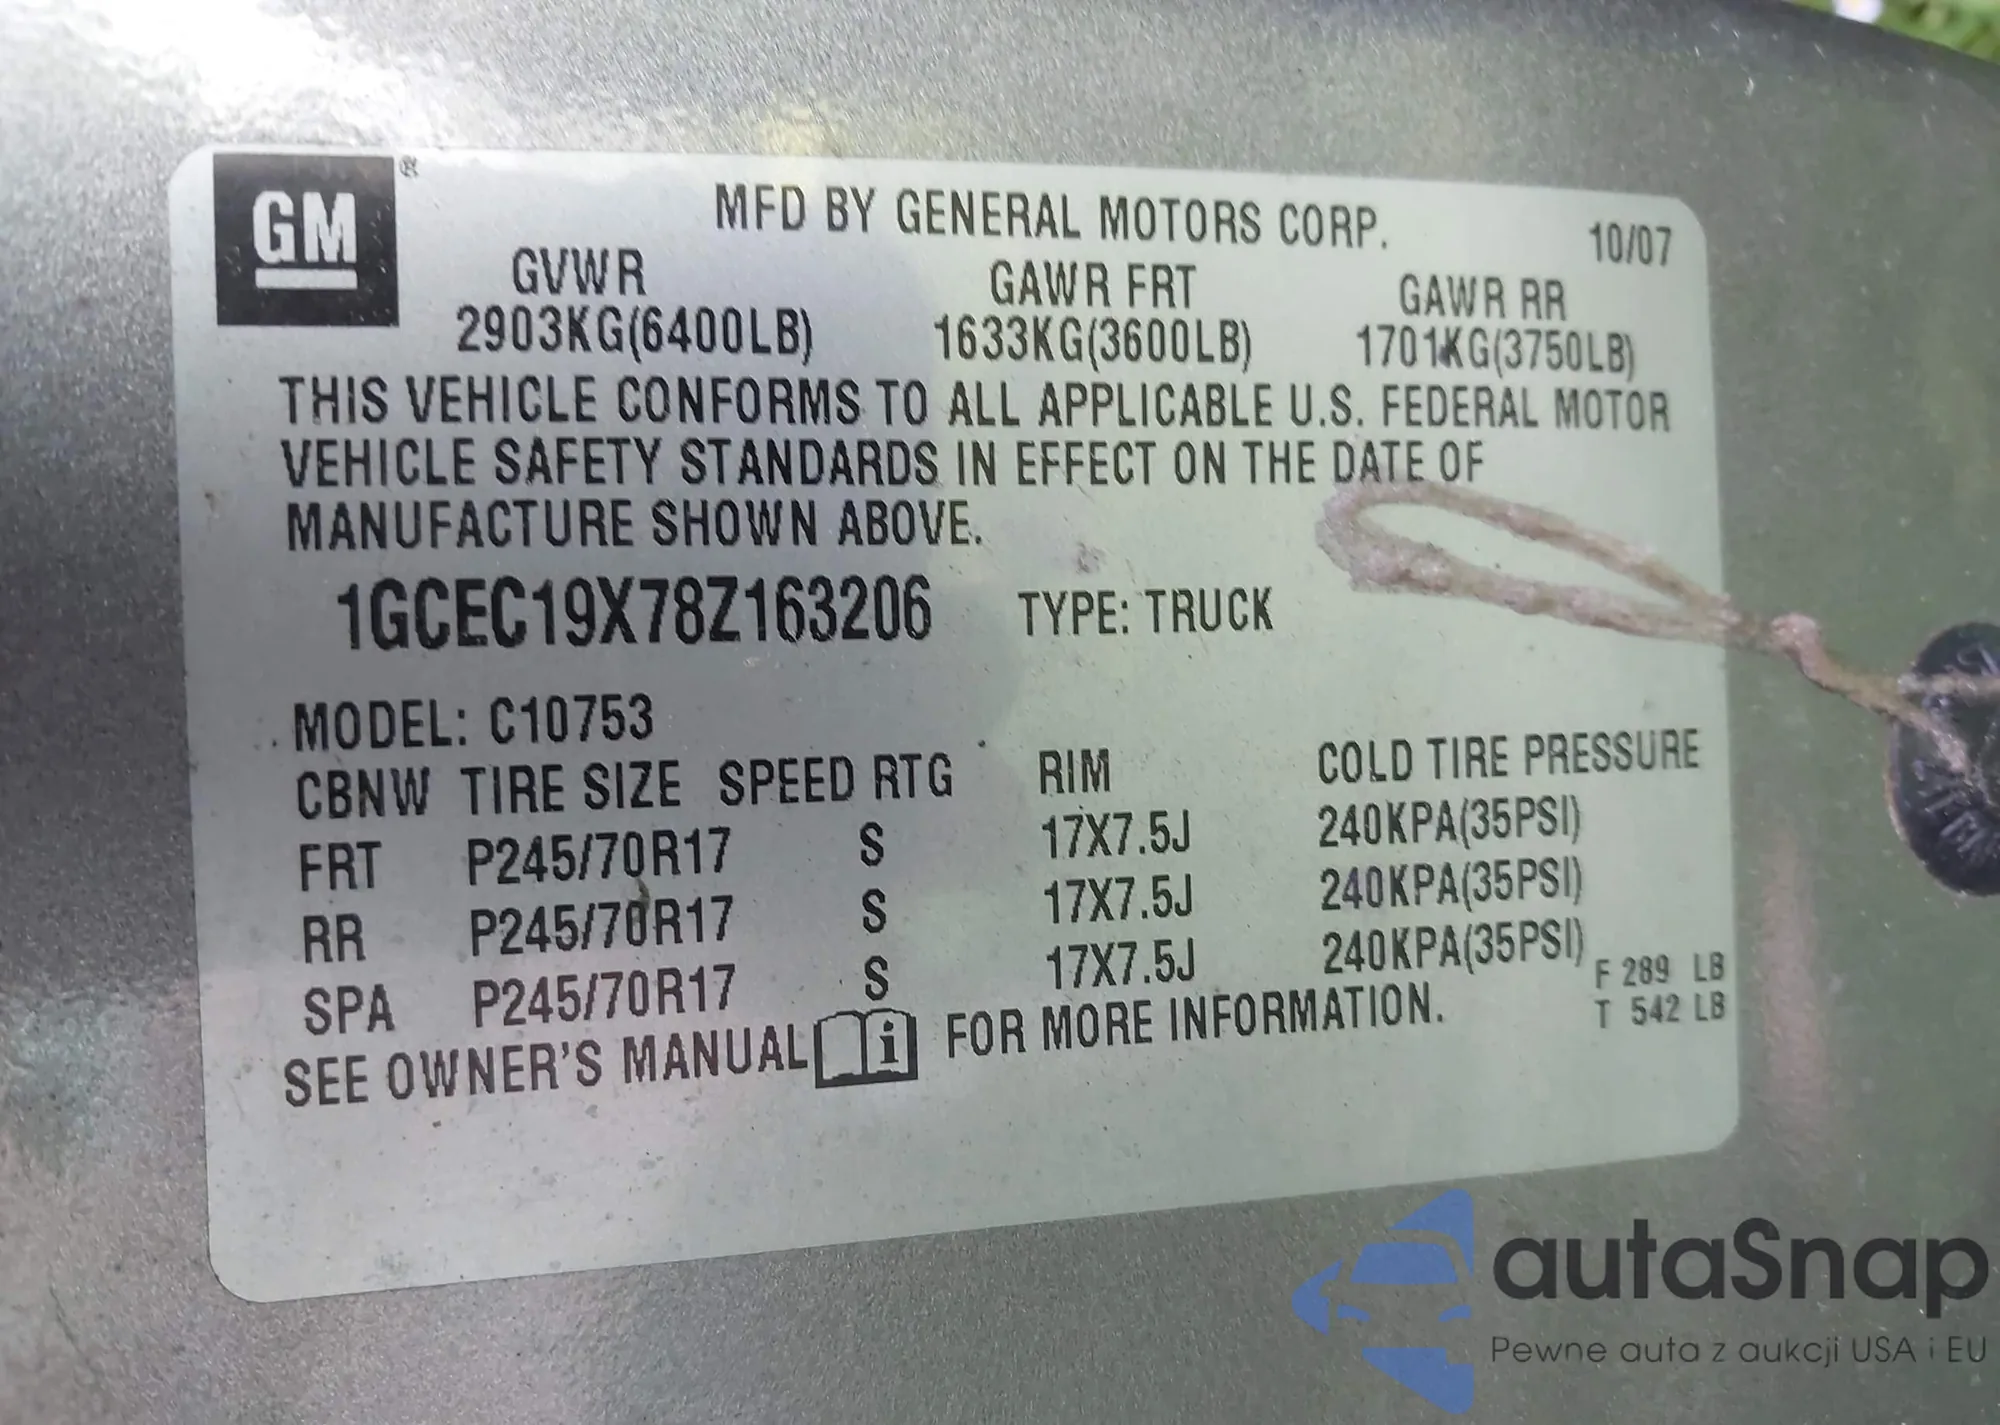 GM®
MFD BY GENERAL MOTORS CORP. 10/07
GVWR GAWR FRT GAWR RR
2903KG(6400LB) 1633KG(3600LB) 1701KG(3750LB)
THIS VEHICLE CONFORMS TO ALL APPLICABLE U.S. FEDERAL MOTOR
VEHICLE SAFETY STANDARDS IN EFFECT ON THE DATE OF
MANUFACTURE SHOWN ABOVE.
1GCEC19X78Z163206 TYPE: TRUCK
MODEL: C10753
CBNW TIRE SIZE SPEED RTG RIM COLD TIRE PRESSURE
FRT P245/70R17 S 17X7.5J 240KPA(35PSI)
RR P245/70R17 S 17X7.5J 240KPA(35PSI)
SPA P245/70R17 S 17X7.5J 240KPA(35PSI)
F 289 LB
T 542 LB
SEE OWNER'S MANUAL i FOR MORE INFORMATION.
autaSnap
Pewne auta z aukcji USA i EU